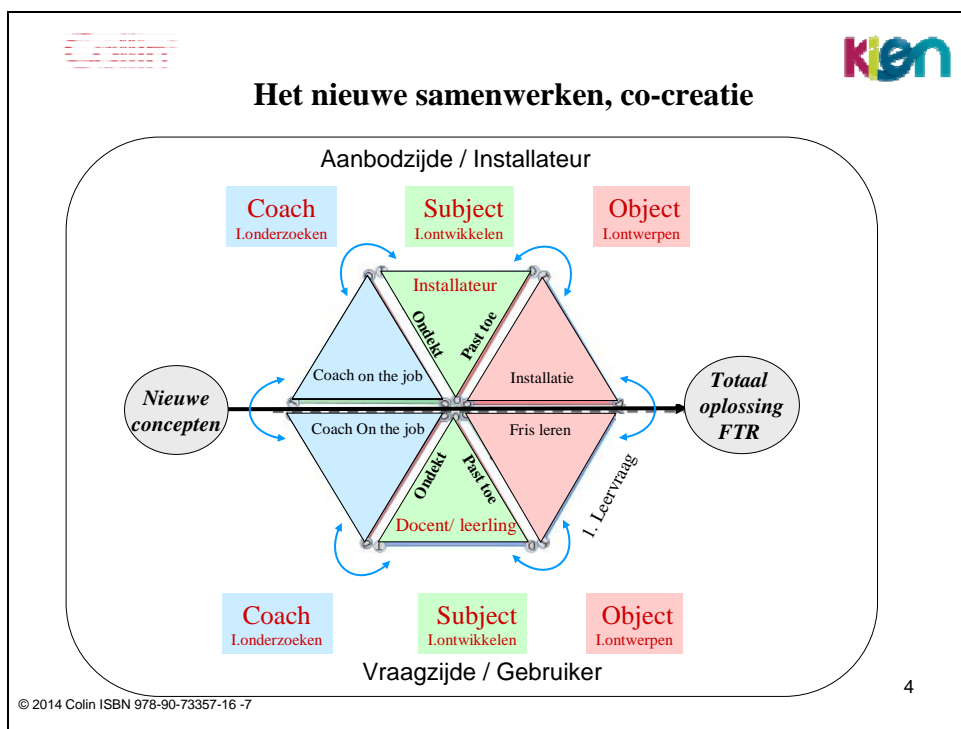 Colin
Kien
Het nieuwe samenwerken, co-creatie
Aanbodzijde / Installateur
Coach
I.onderzoeken
Subject
I.ontwikkelen
Object
I.ontwerpen
Installateur
Ondekt
Past toe
Coach on the job
Installatie
Nieuwe
concepten
Totaal
oplossing
FTR
Coach On the job
Fris leren
Ondekt
Past toe
Docent/ leerling
1. Leervraag
Coach
I.onderzoeken
Subject
I.ontwikkelen
Object
I.ontwerpen
Vraagzijde / Gebruiker
4
© 2014 Colin ISBN 978-90-73357-16 -7